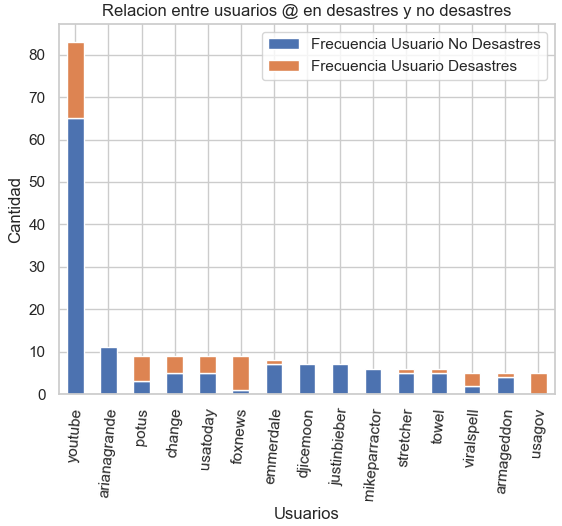 Relacion entre usuarios @ en desastres y no desastres
Frecuencia Usuario No Desastres
Frecuencia Usuario Desastres
Cantidad
80
70
60
50
40
30
20
10
0
youtube
arianagrande
potus
change
usatoday
foxnews
emmerdale
djicemoon
justinbieber
mikeparractor
stretcher
towel
viralspell
armageddon
usagov
Usuarios